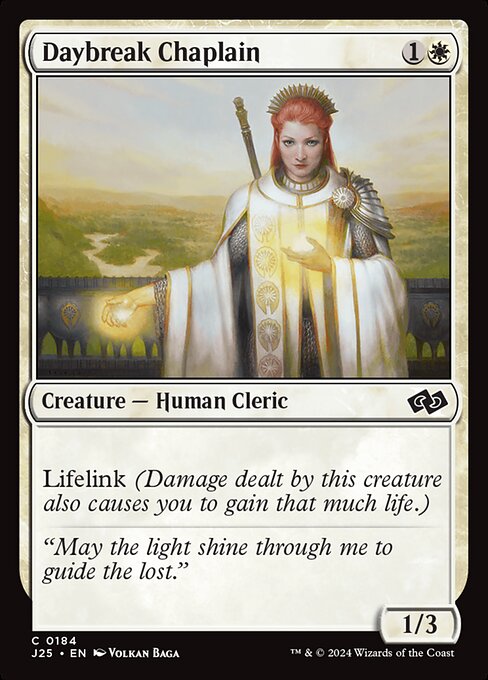 Daybreak Chaplain 1
Creature — Human Cleric
Lifelink (Damage dealt by this creature
also causes you to gain that much life.)
“May the light shine through me to
guide the lost.”
1/3
C 0184
J25 • EN Volkan Baga
™ & © 2024 Wizards of the Coast